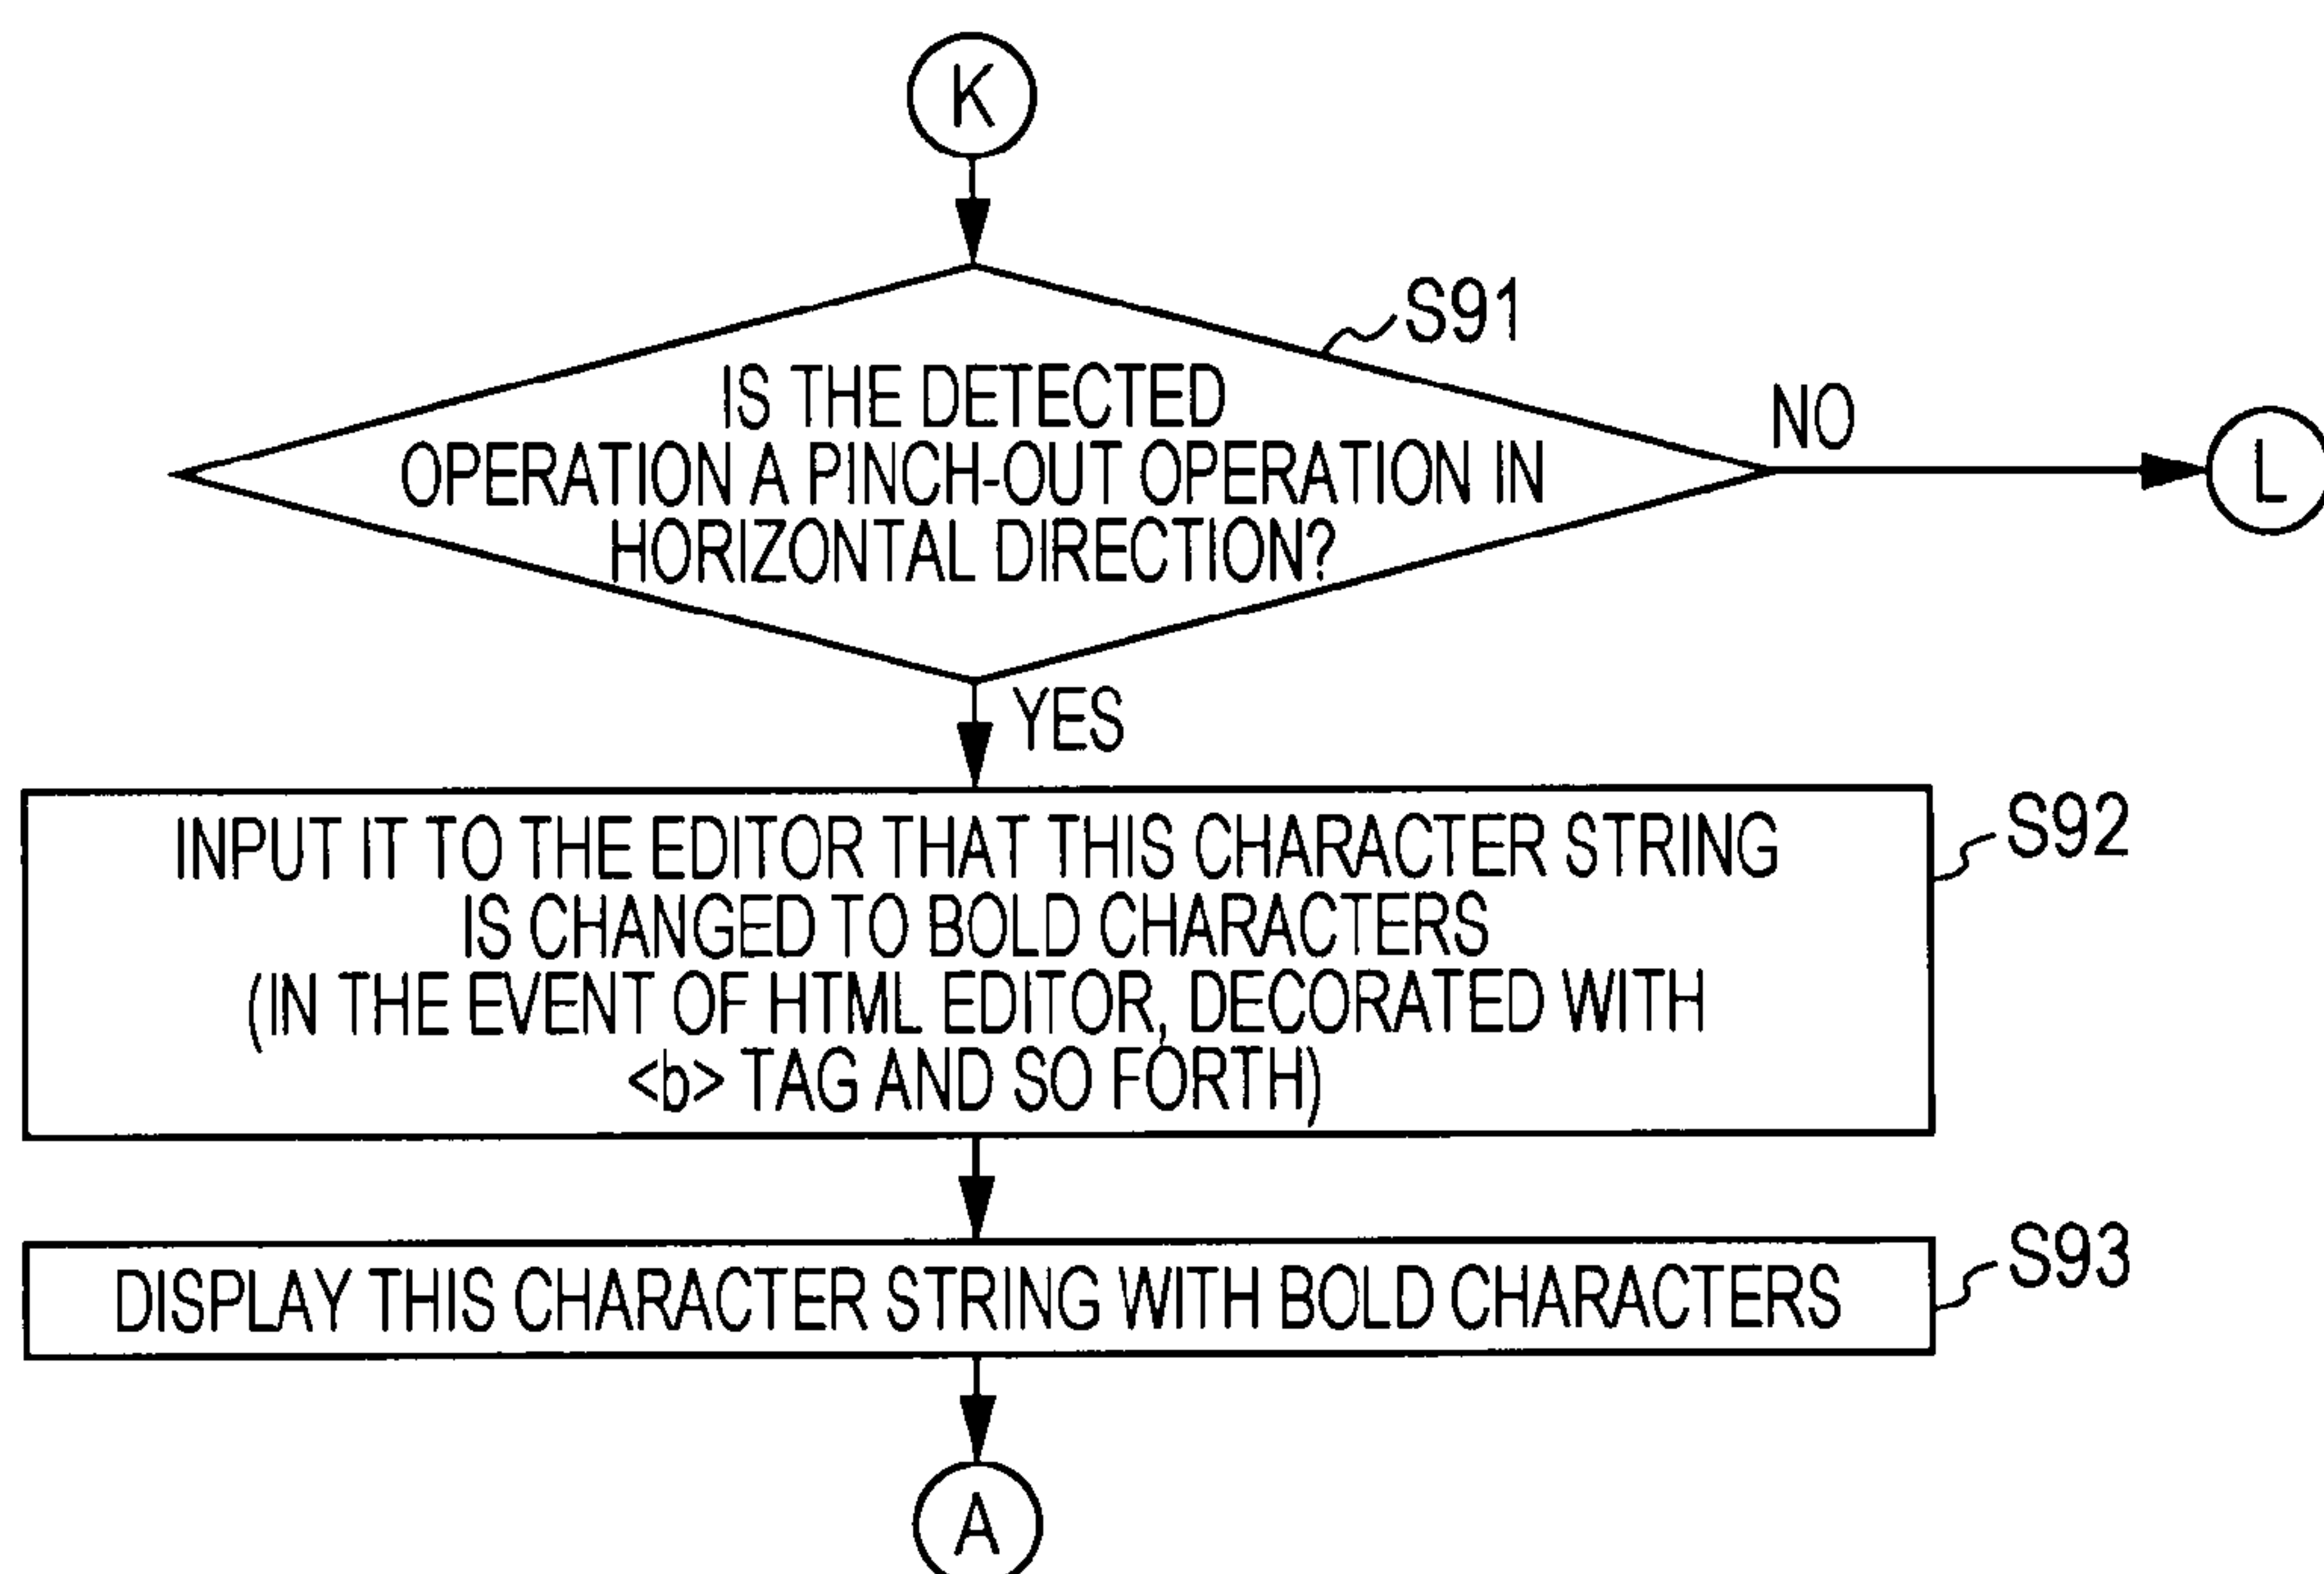 K
S91
IS THE DETECTED
OPERATION A PINCH-OUT OPERATION IN
HORIZONTAL DIRECTION?
NO
L
YES
S92
INPUT IT TO THE EDITOR THAT THIS CHARACTER STRING
IS CHANGED TO BOLD CHARACTERS
(IN THE EVENT OF HTML EDITOR, DECORATED WITH
<b> TAG AND SO FORTH)
S93
DISPLAY THIS CHARACTER STRING WITH BOLD CHARACTERS
A